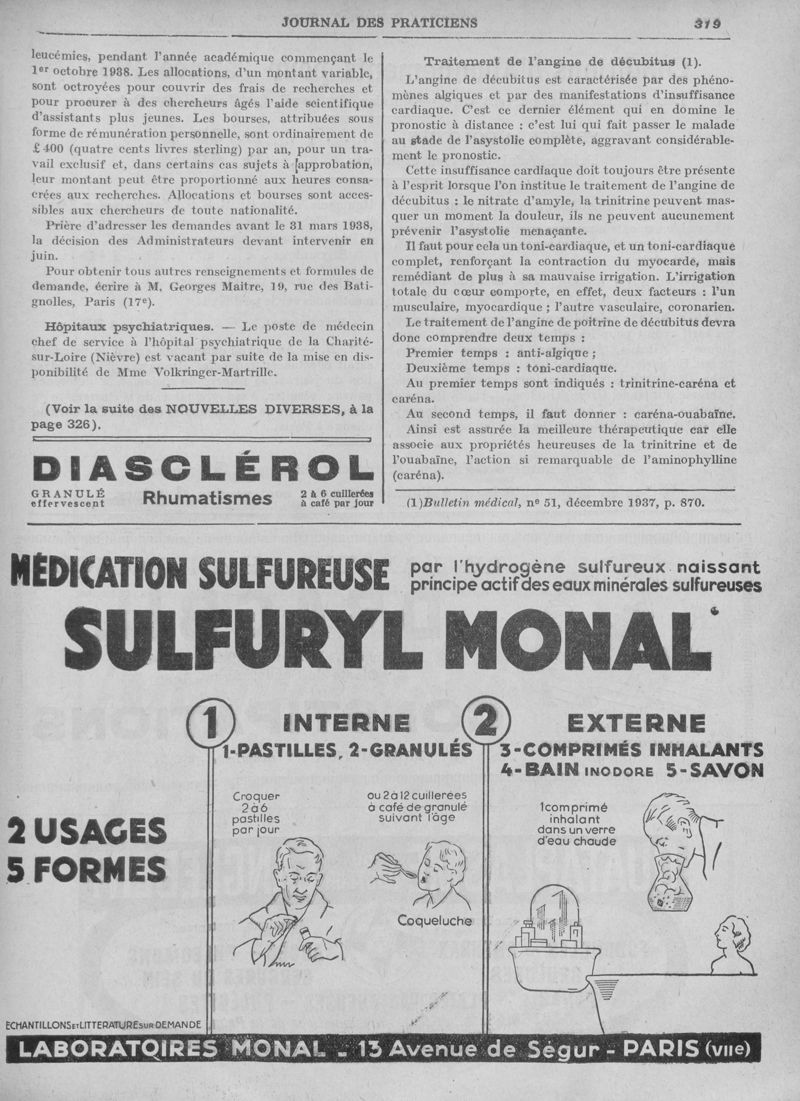 JOURNAL DES PRATICIENS 319
leucémies, pendant l'année académique commençant le
1er octobre 1938. Les allocations, d'un montant variable,
sont octroyées pour couvrir des frais de recherches et
pour procurer à des chercheurs âgés l'aide scientifique
d'assistants plus jeunes. Les bourses, attribuées sous
forme de rémunération personnelle, sont ordinairement de
£ 400 (quatre cents livres sterling) par an, pour un tra-
vail exclusif et, dans certains cas sujets à [approbation,
leur montant peut être proportionné aux heures consa-
crées aux recherches. Allocations et bourses sont acces-
sibles aux chercheurs de toute nationalité.
Prière d'adresser les demandes avant le 31 mars 1938,
la décision des Administrateurs devant intervenir en
juin.
Pour obtenir tous autres renseignements et formules de
demande, écrire à M. Georges Maitre, 19, rue des Bati-
gnolles, Paris (17e).
Hôpitaux psychiatriques. — Le poste de médecin
chef de service à l'hôpital psychiatrique de la Charité-
sur-Loire (Nièvre) est vacant par suite de la mise en dis-
ponibilité de Mme Volkringer-Martrille.
(Voir la suite des NOUVELLES DIVERSES, à la
page 326).
DIASCLÉROL
GRANULÉ
effervescent
Rhumatismes
2 à 6 cuillerées
à café par jour
Traitement de l'angine de décubitus (1).
L'angine de décubitus est caractérisée par des phéno-
mènes algiques et par des manifestations d'insuffisance
cardiaque. C'est ce dernier élément qui en domine le
pronostic à distance : c'est lui qui fait passer le malade
au stade de l'asystolie complète, aggravant considérable-
ment le pronostic.
Cette insuffisance cardiaque doit toujours être présente
à l'esprit lorsque l'on institue le traitement de l'angine de
décubitus : le nitrate d'amyle, la trinitrine peuvent mas-
quer un moment la douleur, ils ne peuvent aucunement
prévenir l'asystolie menaçante.
Il faut pour cela un toni-cardiaque, et un toni-cardiaque
complet, renforçant la contraction du myocarde, mais
remédiant de plus à sa mauvaise irrigation. L'irrigation
totale du cœur comporte, en effet, deux facteurs : l'un
musculaire, myocardique ; l'autre vasculaire, coronarien.
Le traitement de l'angine de poitrine de décubitus devra
donc comprendre deux temps :
Premier temps : anti-algique ;
Deuxième temps : toni-cardiaque.
Au premier temps sont indiqués : trinitrine-caréna et
caréna.
Au second temps, il faut donner : caréna-ouabaïne.
Ainsi est assurée la meilleure thérapeutique car elle
associe aux propriétés heureuses de la trinitrine et de
l'ouabaïne, l'action si remarquable de l'aminophylline
(caréna).
(1) Bulletin médical, n° 51, décembre 1937, p. 870.
MÉDICATION SULFUREUSE
par l'hydrogène sulfureux naissant
principe actif des eaux minérales sulfureuses
SULFURYL MONAL
2 USAGES
5 FORMES
1 INTERNE
1-PASTILLES, 2-GRANULÉS
Croquer
2 à 6
pastilles
par jour
ou 2 à 12 cuillerées
à café de granulé
suivant l'âge
Coqueluche
2 EXTERNE
3-COMPRIMÉS INHALANTS
4-BAIN INODORE 5-SAVON
1 comprimé
inhalant
dans un verre
d'eau chaude
ECHANTILLONS ET LITTERATURE SUR DEMANDE
LABORATOIRES MONAL - 13 Avenue de Ségur - PARIS (VIIe)